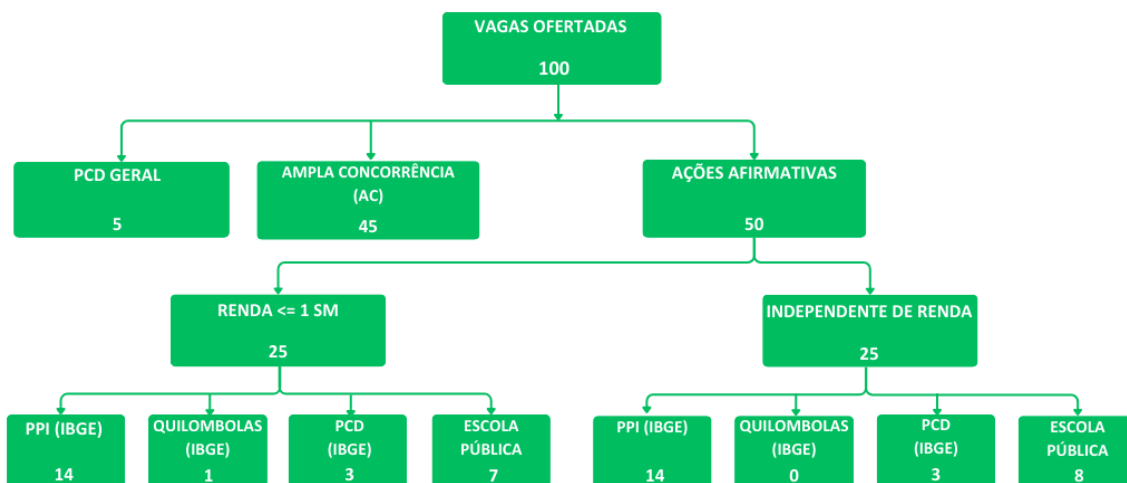 VAGAS OFERTADAS
100
PCD GERAL
5
AMPLA CONCORRÊNCIA
(AC)
45
AÇÕES AFIRMATIVAS
50
RENDA <= 1 SM
25
INDEPENDENTE DE RENDA
25
PPI (IBGE)
14
QUILOMBOLAS
(IBGE)
1
PCD
(IBGE)
3
ESCOLA
PÚBLICA
7
PPI (IBGE)
14
QUILOMBOLAS
(IBGE)
0
PCD
(IBGE)
3
ESCOLA
PÚBLICA
8